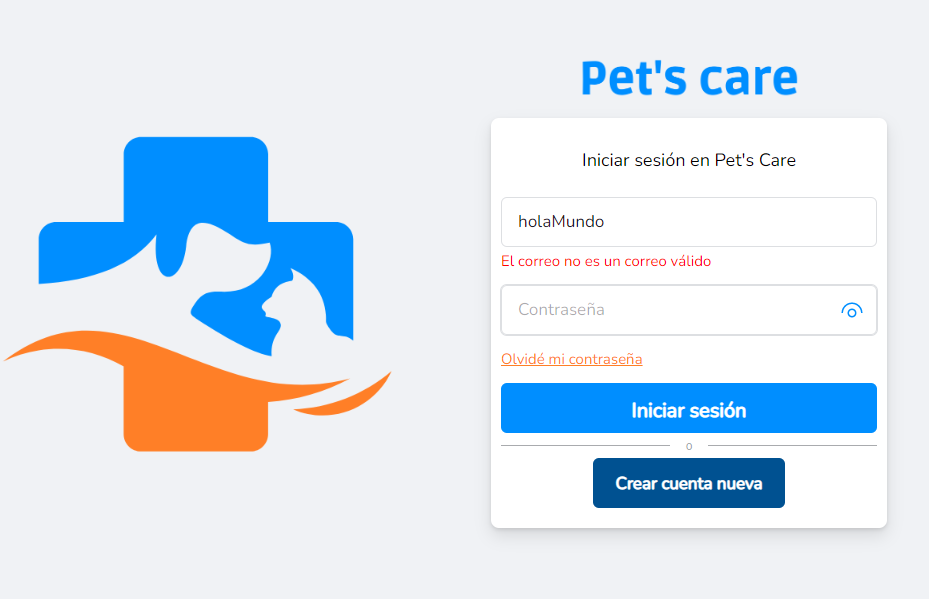 Pet's care
Iniciar sesión en Pet's Care
holaMundo
El correo no es un correo válido
Contraseña
Olvidé mi contraseña
Iniciar sesión
o
Crear cuenta nueva